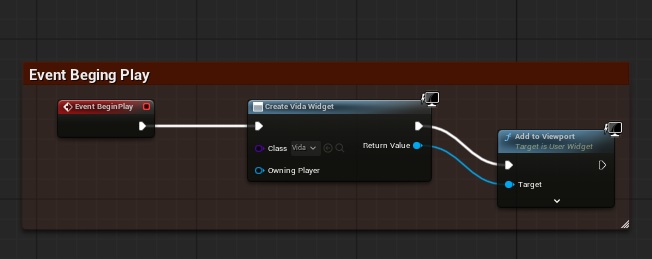 Event Beging Play
Event BeginPlay
Create Vida Widget
Class Vida
Return Value
Owning Player
Add to Viewport
Target is User Widget
Target